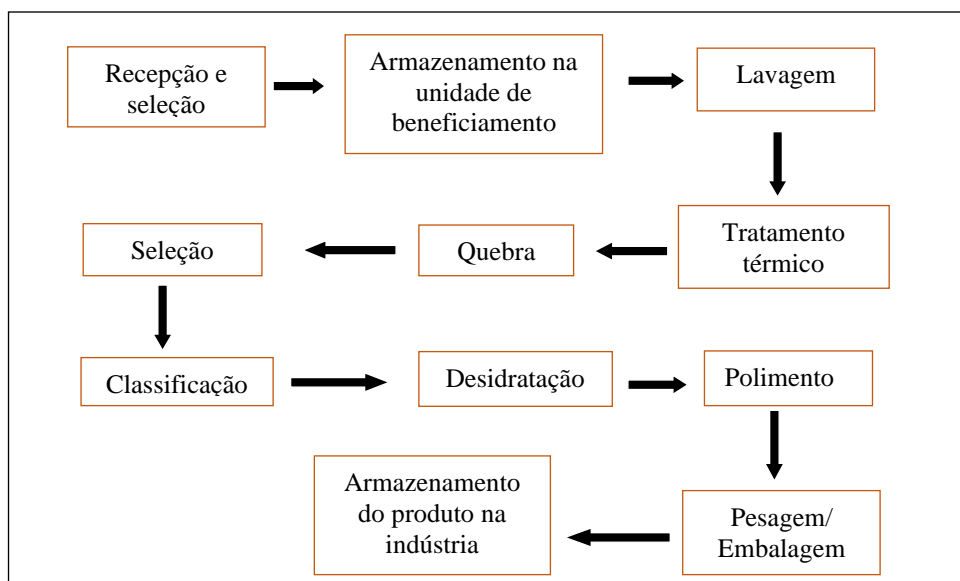 Recepção e
seleção
Armazenamento na
unidade de
beneficiamento
Lavagem
Tratamento
térmico
Quebra
Seleção
Classificação
Desidratação
Polimento
Pesagem/
Embalagem
Armazenamento
do produto na
indústria